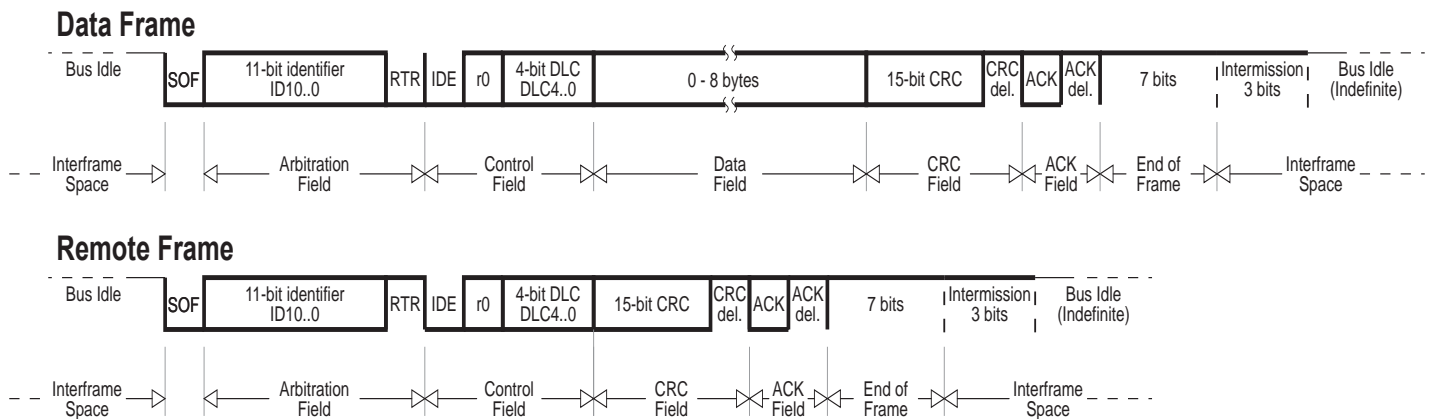 Data Frame
Bus Idle
SOF
11-bit identifier
ID10..0
RTR
IDE
r0
4-bit DLC
DLC4..0
0 - 8 bytes
15-bit CRC
CRC
del.
ACK
ACK
del.
7 bits
Intermission
3 bits
Bus Idle
(Indefinite)
Interframe
Space
Arbitration
Field
Control
Field
Data
Field
CRC
Field
ACK
Field
End of
Frame
Interframe
Space
Remote Frame
Bus Idle
SOF
11-bit identifier
ID10..0
RTR
IDE
r0
4-bit DLC
DLC4..0
15-bit CRC
CRC
del.
ACK
ACK
del.
7 bits
Intermission
3 bits
Bus Idle
(Indefinite)
Interframe
Space
Arbitration
Field
Control
Field
CRC
Field
ACK
Field
End of
Frame
Interframe
Space